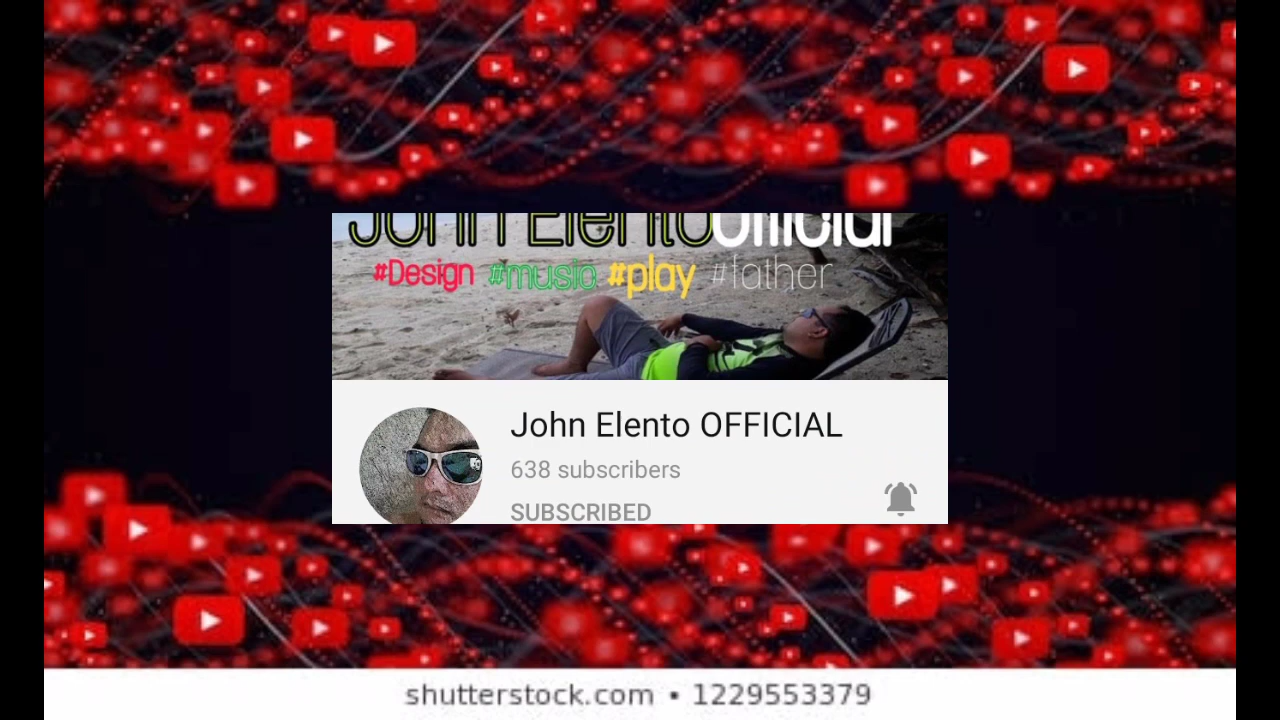 John Elento Official
#Design #music #play #father
John Elento OFFICIAL
638 subscribers
SUBSCRIBED
shutterstock.com • 1229553379